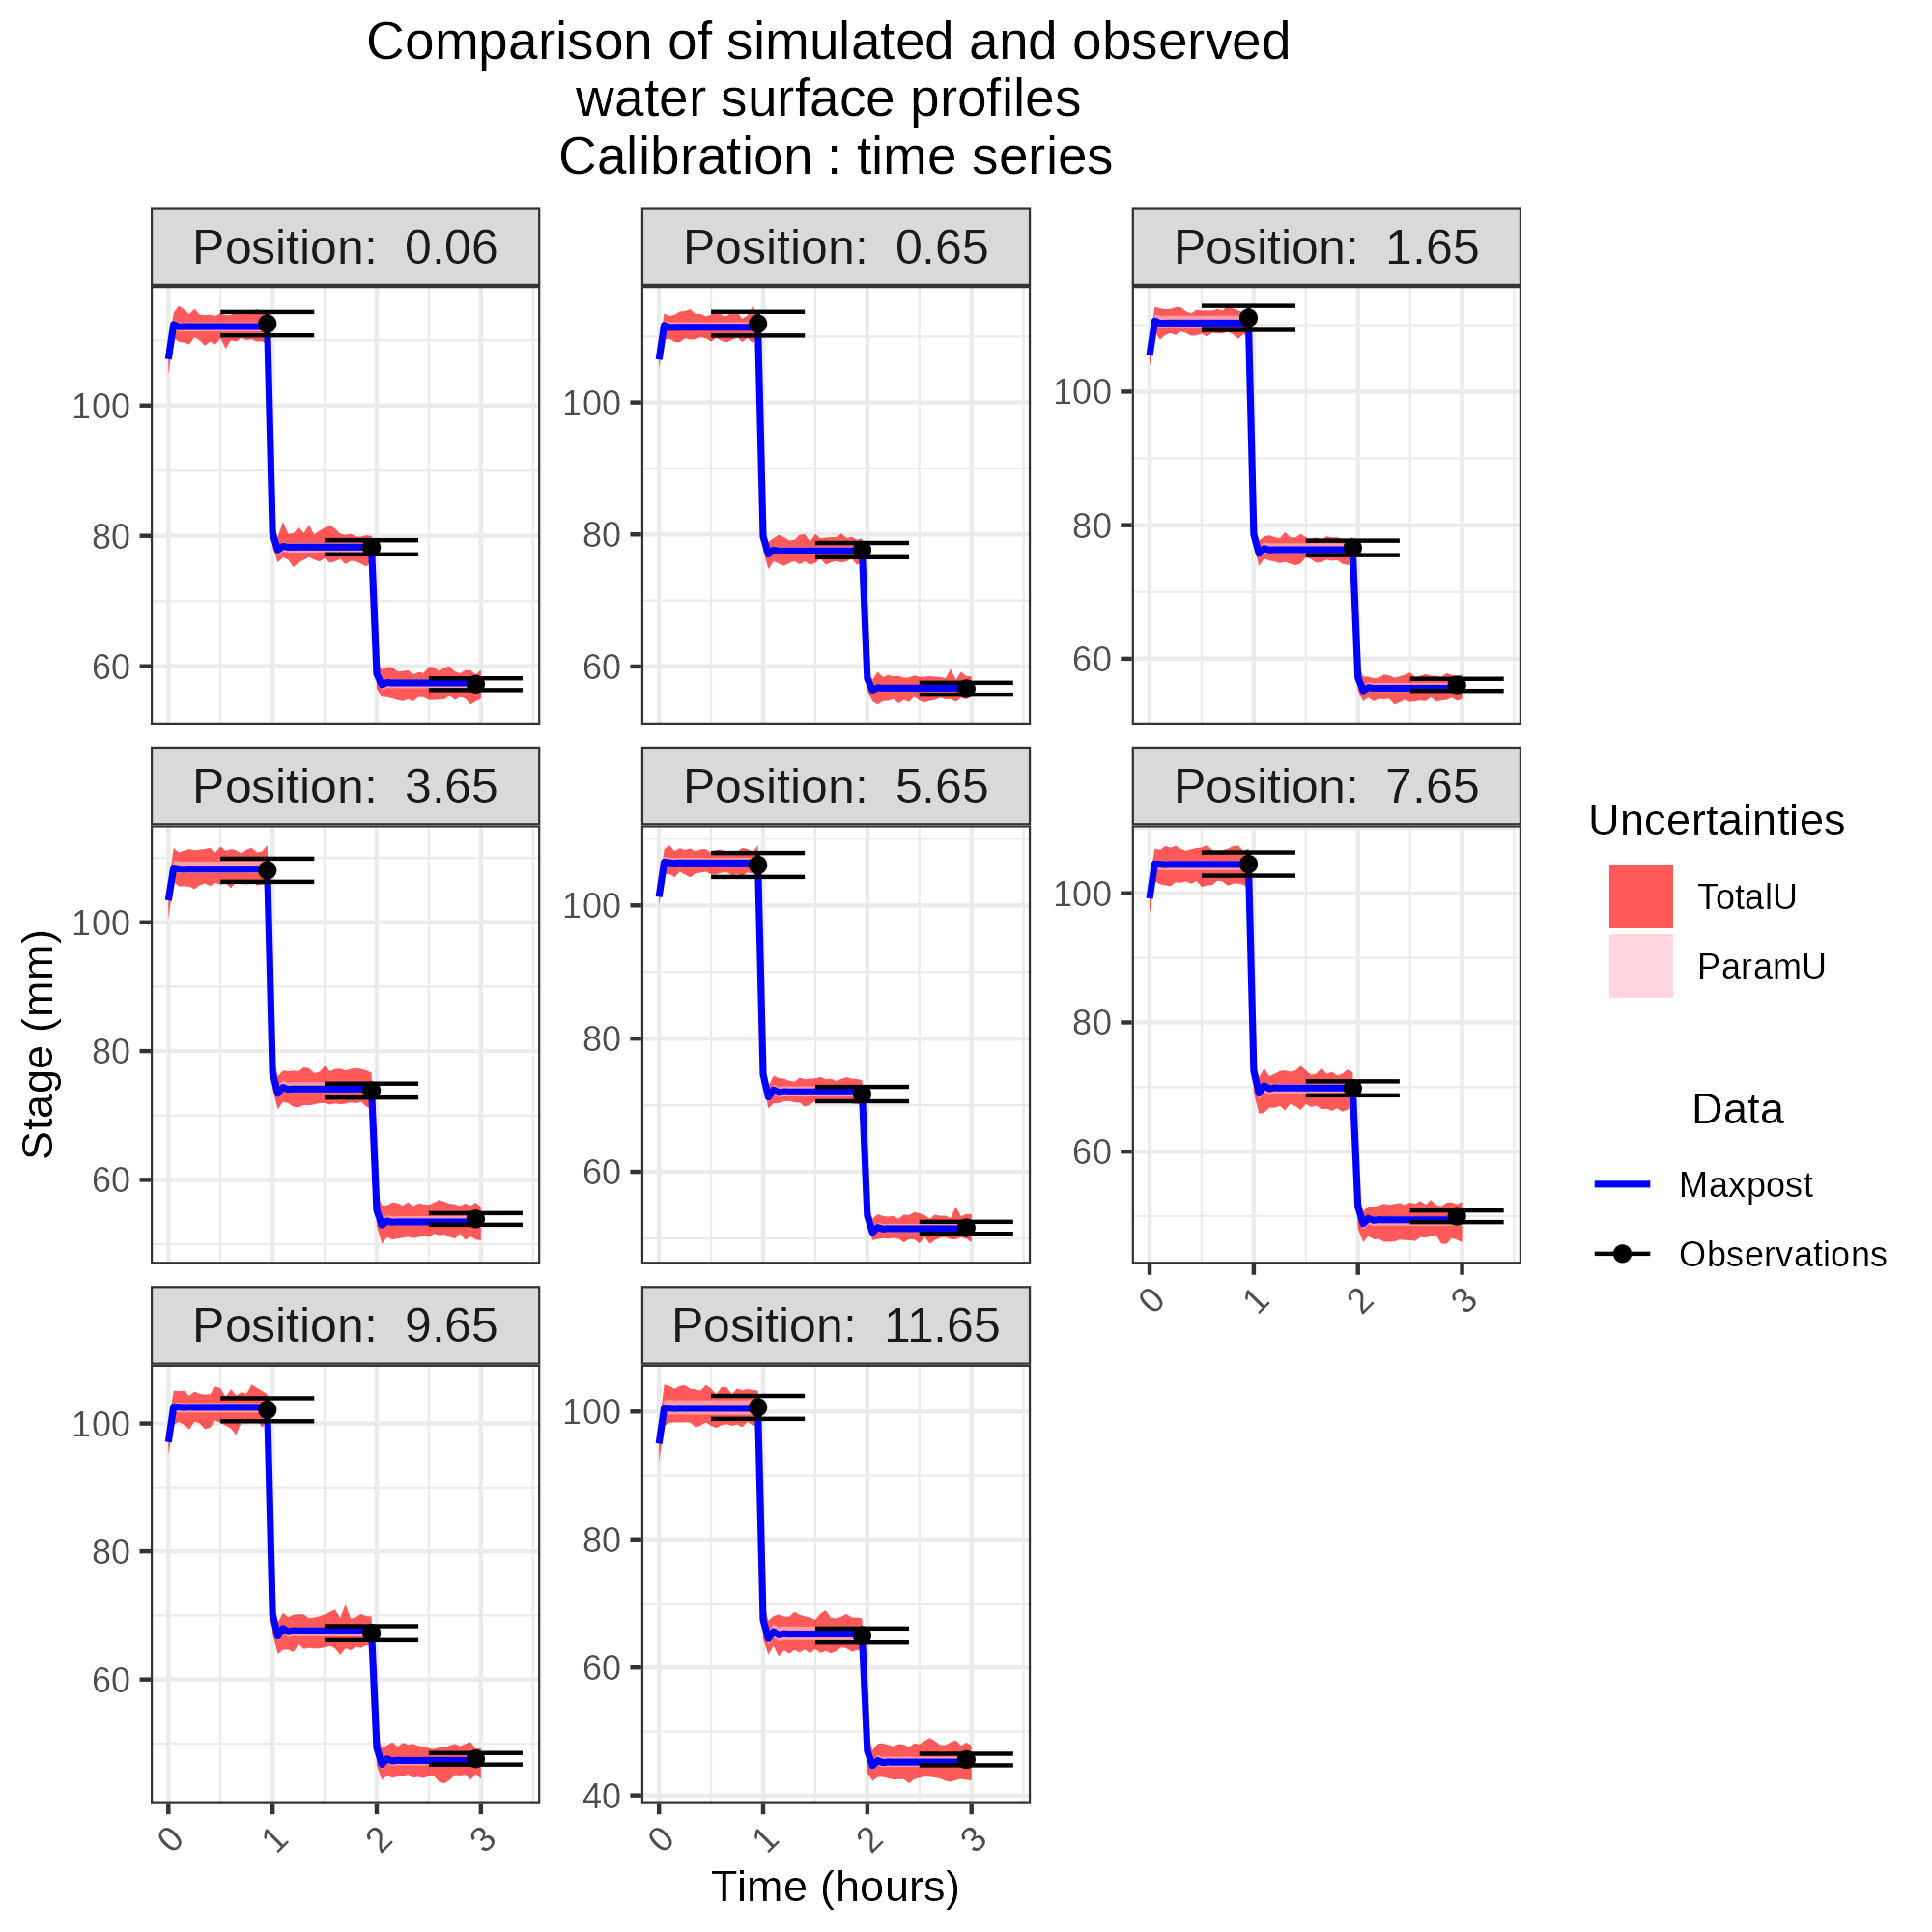 Comparison of simulated and observed
water surface profiles
Calibration : time series
Position:  0.06
Position:  0.65
Position:  1.65
100
80
60
100
80
60
100
80
60
Position:  3.65
Position:  5.65
Position:  7.65
100
80
60
100
80
60
100
80
60
0 1 2 3
Position:  9.65
Position:  11.65
100
80
60
0 1 2 3
100
80
60
40
0 1 2 3
Stage (mm)
Time (hours)
Uncertainties
TotalU
ParamU
Data
Maxpost
Observations